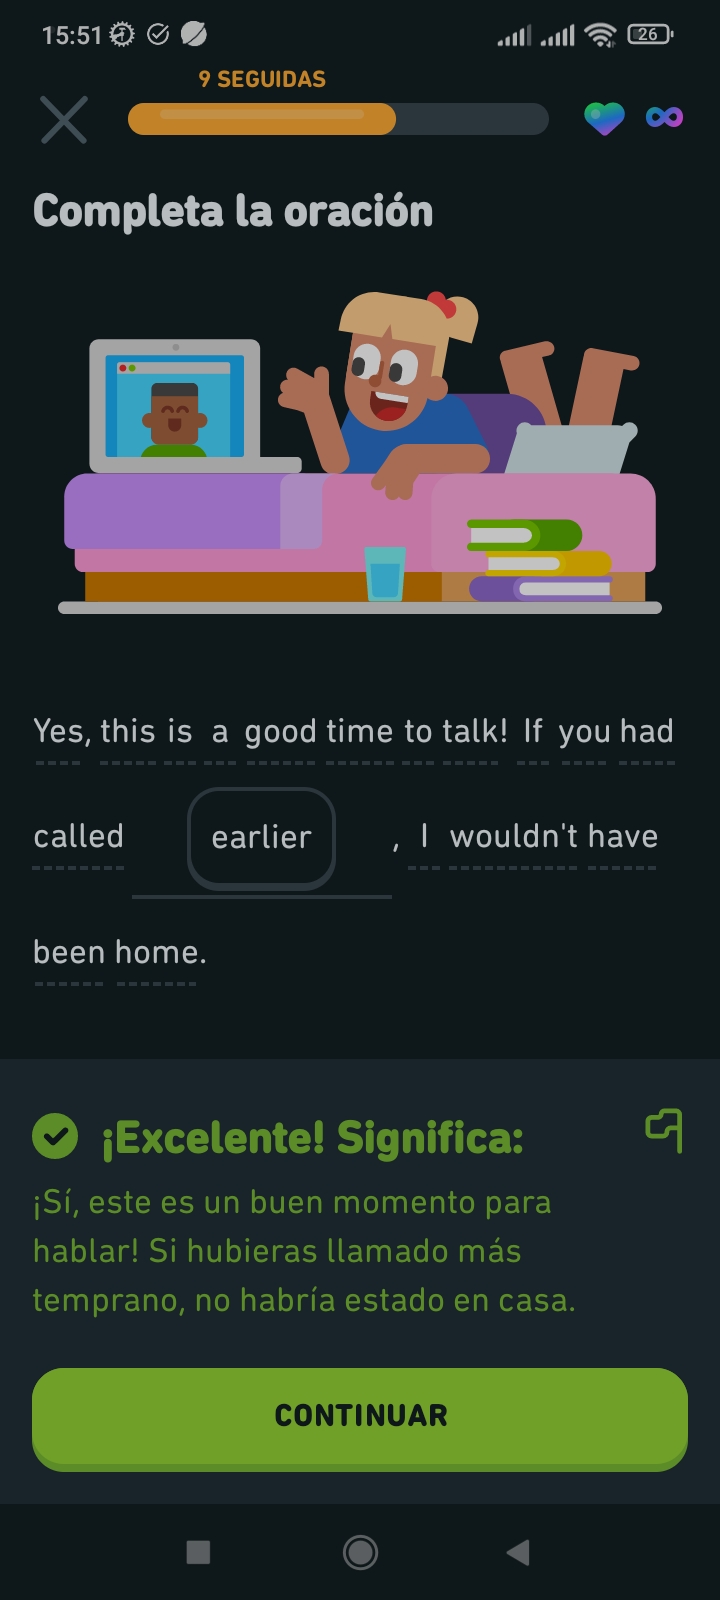 15:51
26
9 SEGUIDAS
Completa la oración
Yes, this is a good time to talk! If you had
called earlier, I wouldn't have
been home.
¡Excelente! Significa:
¡Sí, este es un buen momento para
hablar! Si hubieras llamado más
temprano, no habría estado en casa.
CONTINUAR